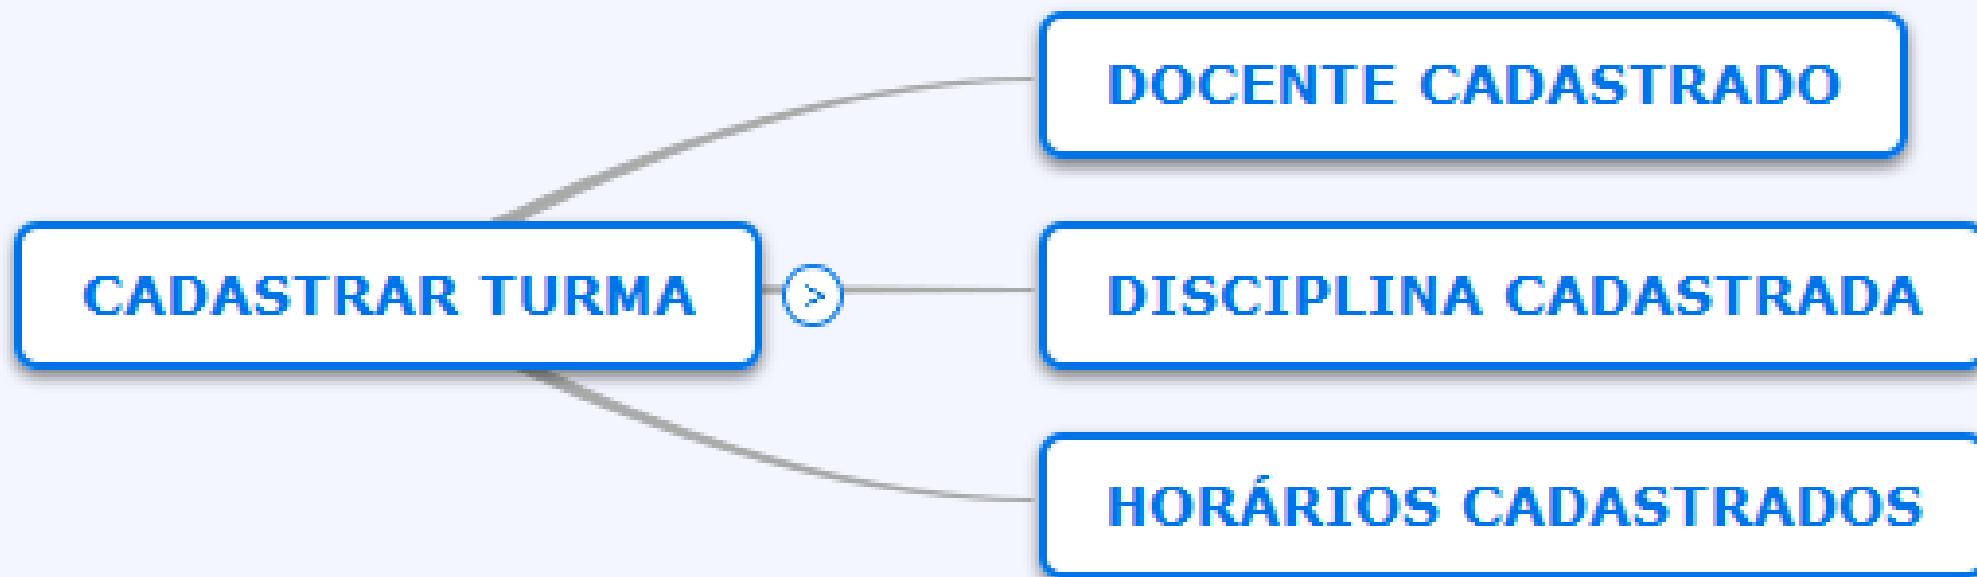 DOCENTE CADASTRADO
CADASTRAR TURMA
>
DISCIPLINA CADASTRADA
HORÁRIOS CADASTRADOS